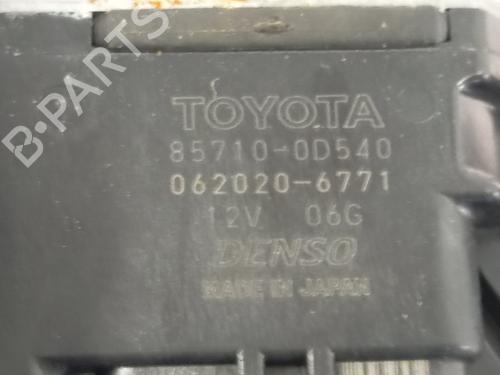 B-PARTS
TOYOTA
85710-0D540
062020-6771
12V 06G
DENSO
MADE IN JAPAN